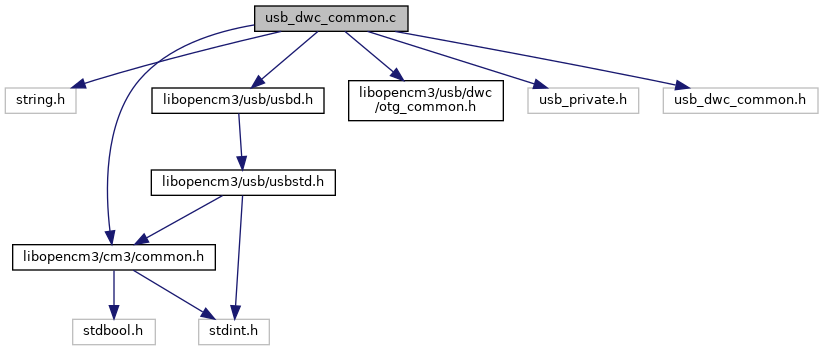 usb_dwc_common.c
string.h
libopencm3/usb/usbd.h
libopencm3/usb/dwc
/otg_common.h
usb_private.h
usb_dwc_common.h
libopencm3/usb/usbstd.h
libopencm3/cm3/common.h
stdbool.h
stdint.h